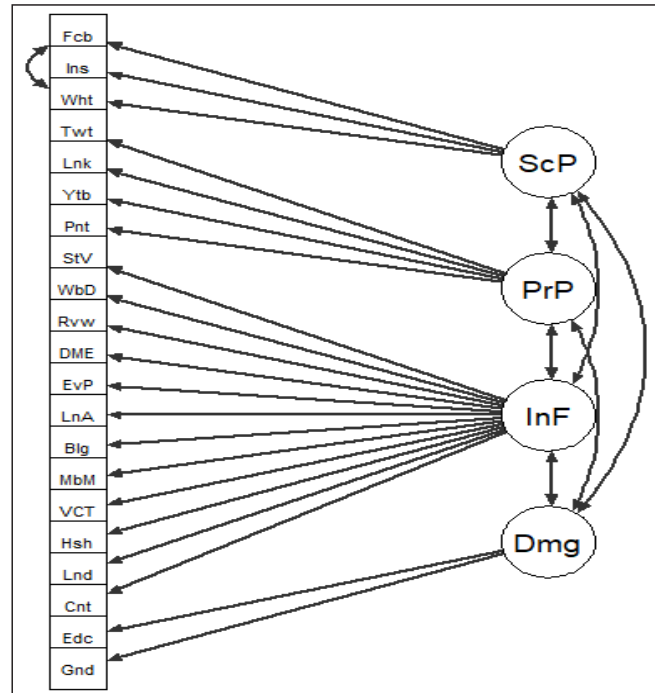 Fcb
Ins
Wht
Twt
Lnk
Ytb
Pnt
StV
WbD
Rvw
DME
EvP
LnA
Blg
MbM
VCT
Hsh
Lnd
Cnt
Edc
Gnd
ScP
PrP
InF
Dmg